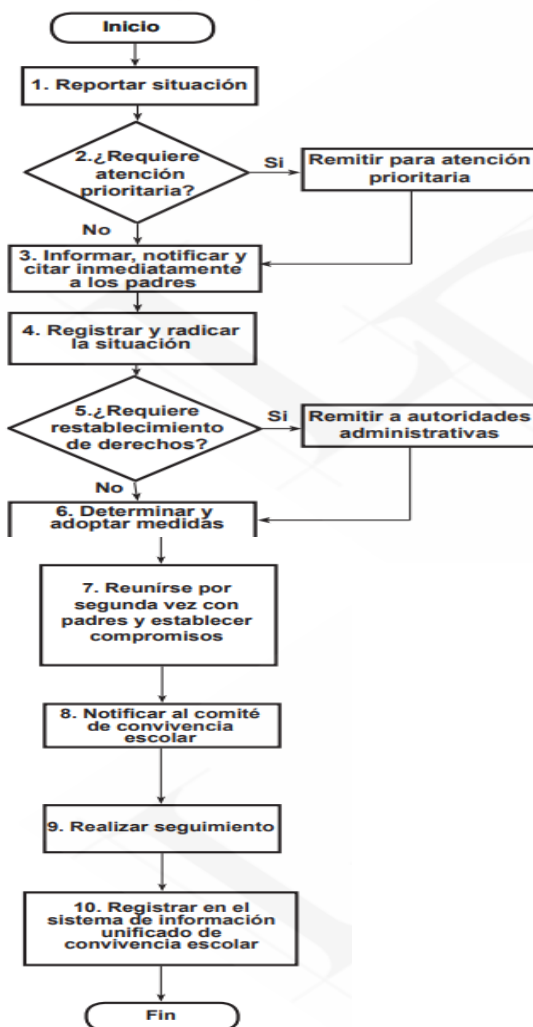 Inicio
1. Reportar situación
2.¿Requiere
atención
prioritaria?
Si
Remitir para atención
prioritaria
No
3. Informar, notificar y
citar inmediatamente
a los padres
4. Registrar y radicar
la situación
5.¿Requiere
restablecimiento
de derechos?
Si
Remitir a autoridades
administrativas
No
6. Determinar y
adoptar medidas
7. Reunírse por
segunda vez con
padres y establecer
compromisos
8. Notificar al comité
de convivencia
escolar
9. Realizar seguimiento
10. Registrar en el
sistema de información
unificado de
convivencia escolar
Fin